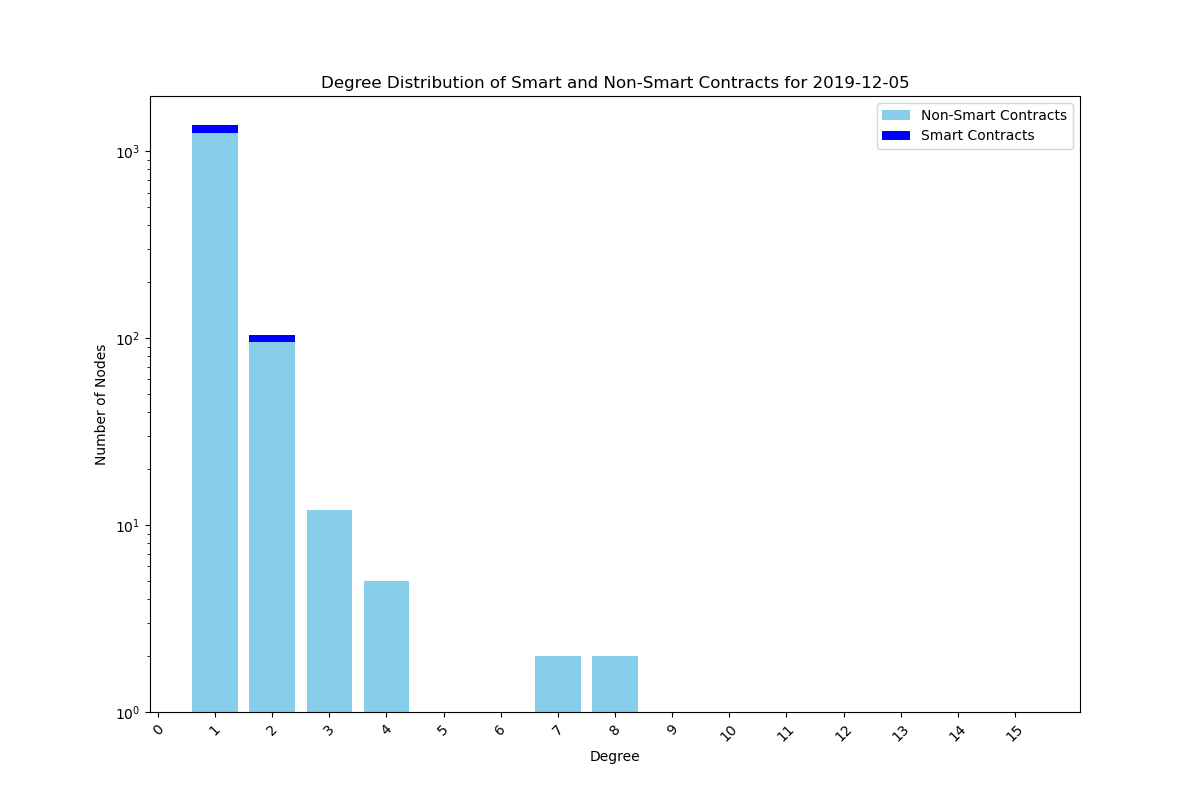 Degree Distribution of Smart and Non-Smart Contracts for 2019-12-05
Non-Smart Contracts
Smart Contracts
Number of Nodes
10³
10²
10¹
10⁰
0 1 2 3 4 5 6 7 8 9 10 11 12 13 14 15
Degree